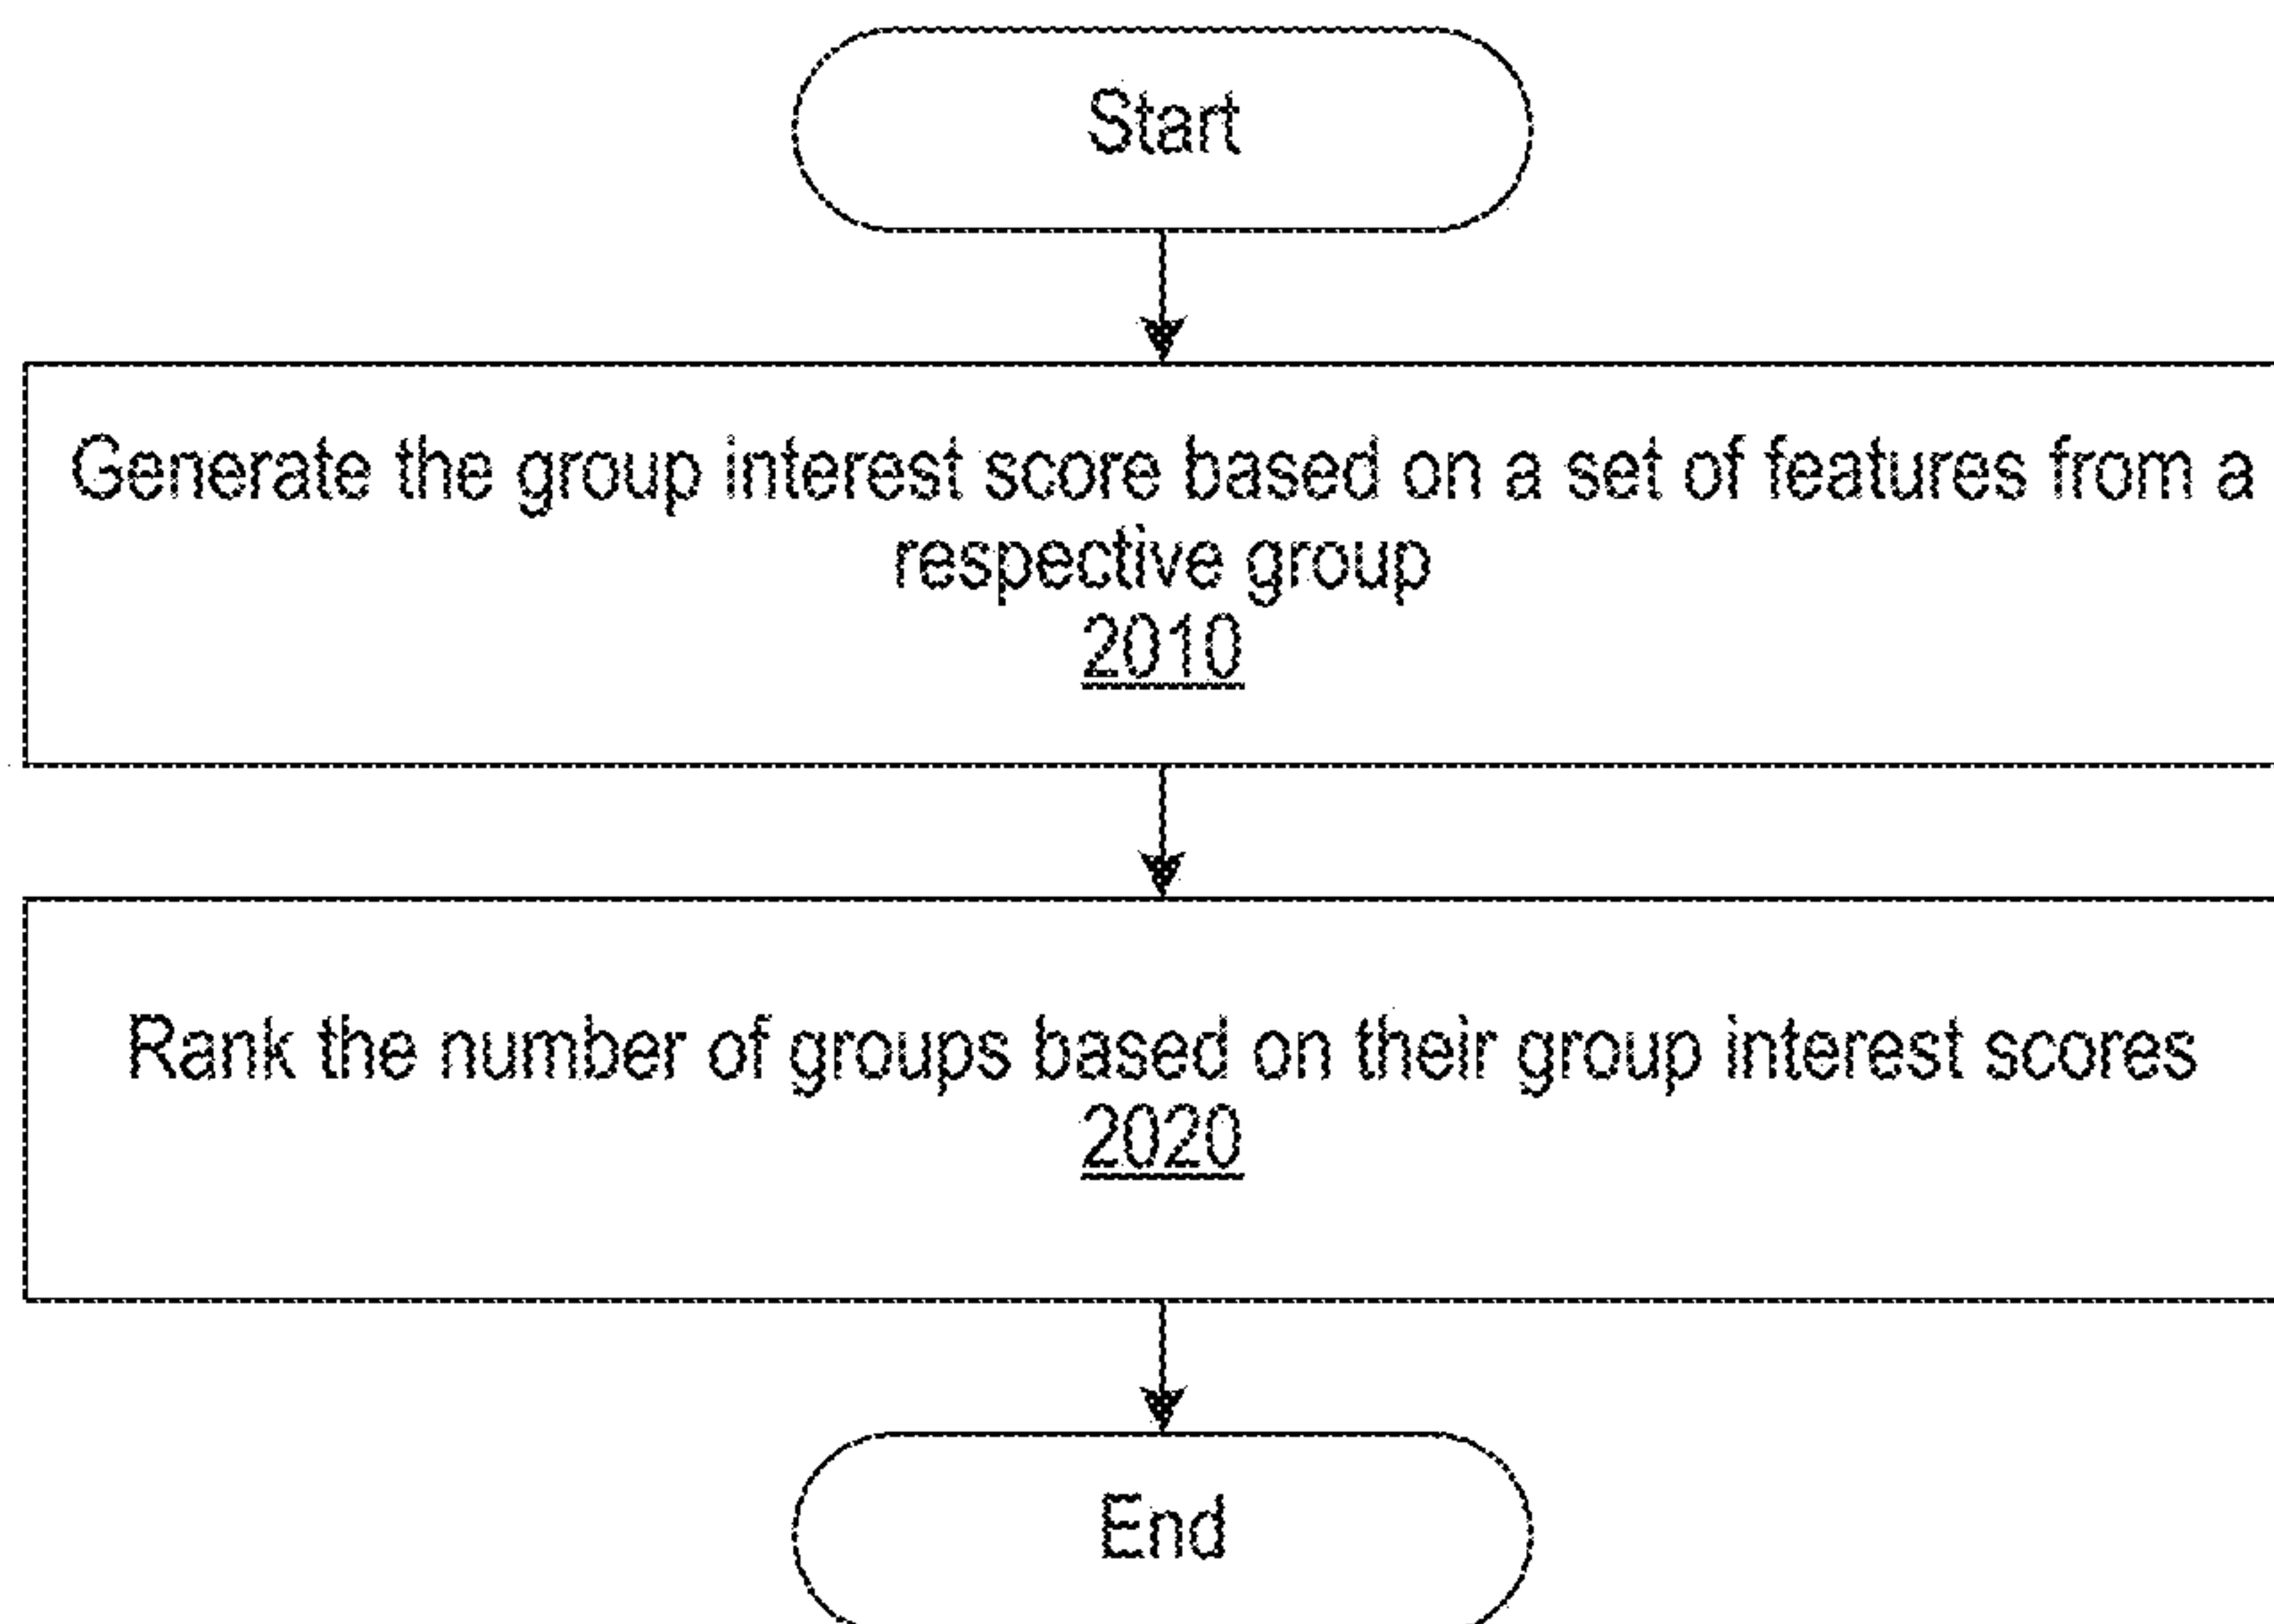 Start
Generate the group interest score based on a set of features from a
respective group
2010
Rank the number of groups based on their group interest scores
2020
End